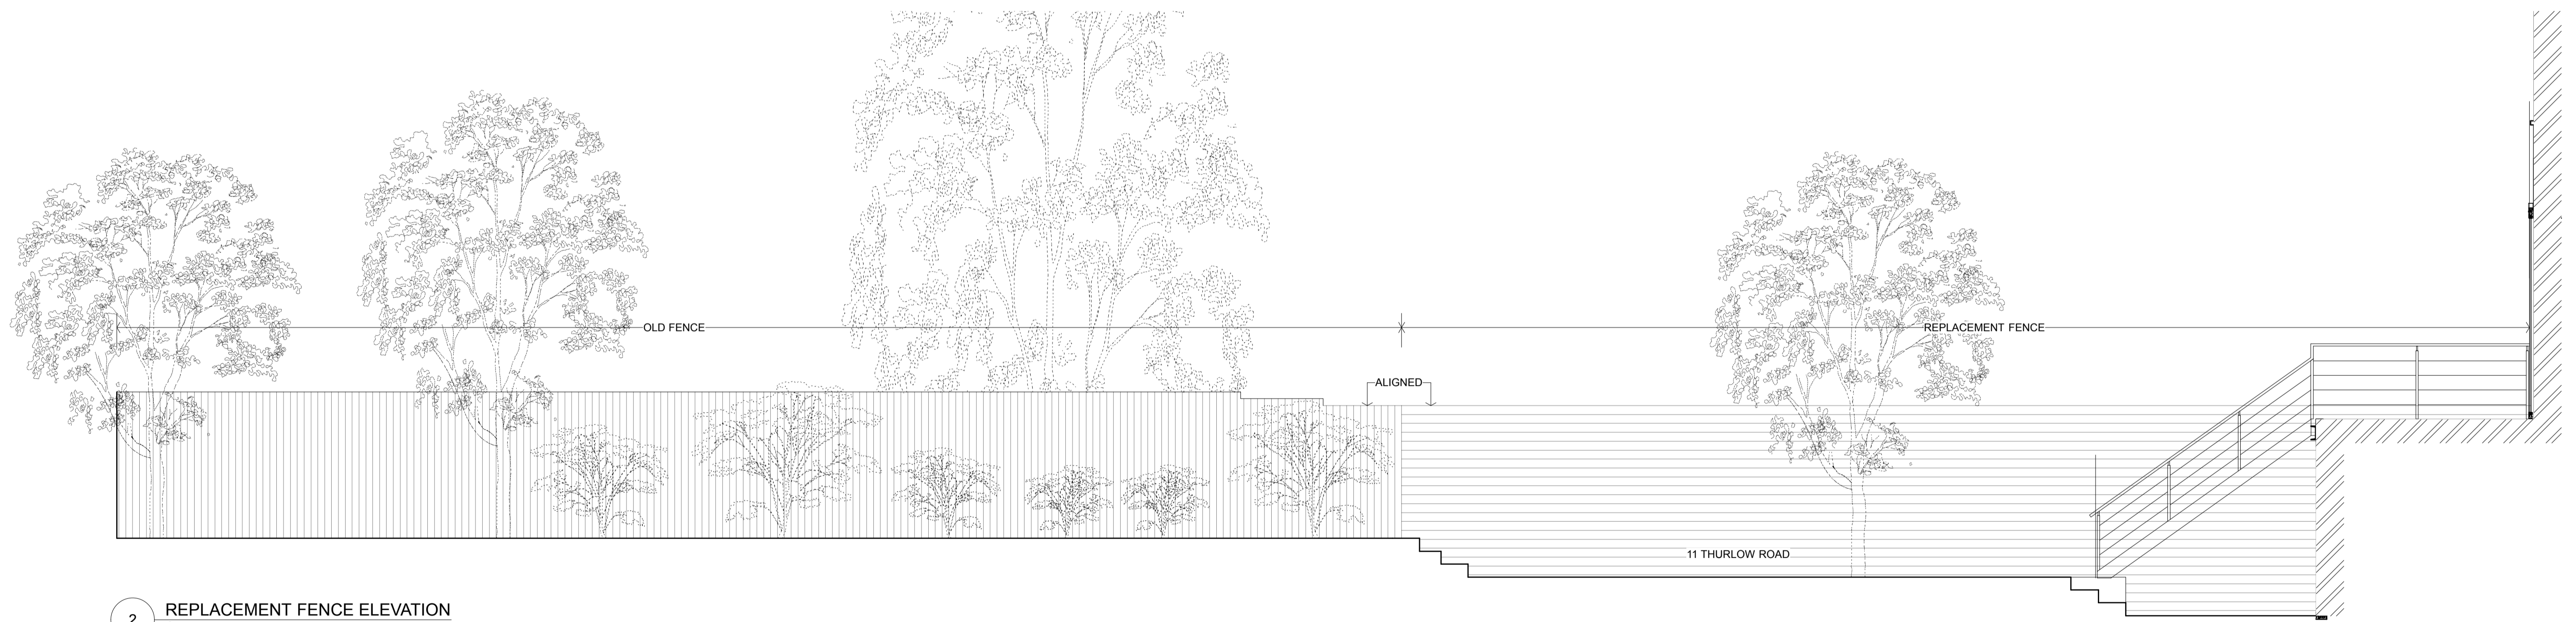 OLD FENCE
REPLACEMENT FENCE
ALIGNED
11 THURLOW ROAD
2
REPLACEMENT FENCE ELEVATION